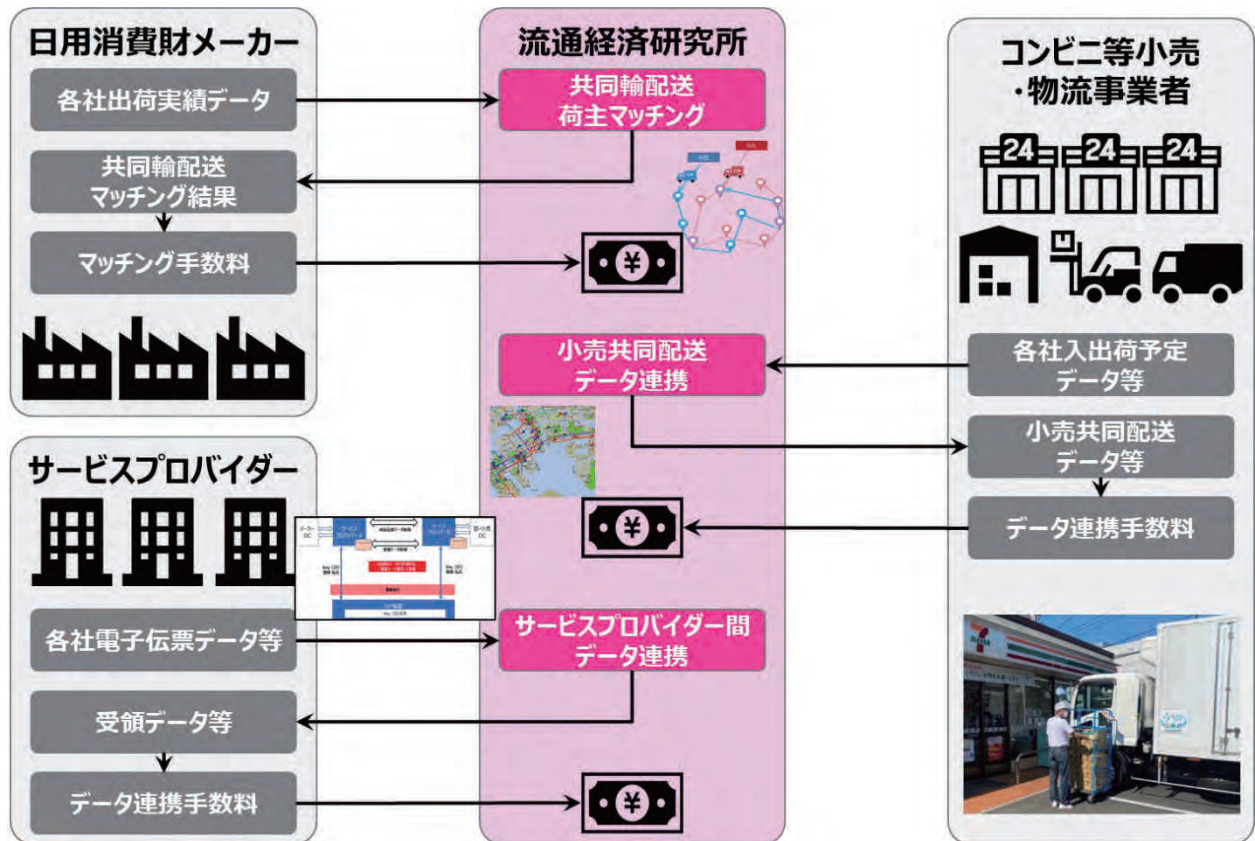 日用消費財メーカー
各社出荷実績データ
共同輸配送
マッチング結果
マッチング手数料
サービスプロバイダー
各社電子伝票データ等
受領データ等
データ連携手数料
流通経済研究所
共同輸配送
荷主マッチング
¥
小売共同配送
データ連携
¥
サービスプロバイダー間
データ連携
¥
コンビニ等小売
・物流事業者
24
24
24
各社入出荷予定
データ等
小売共同配送
データ等
データ連携手数料